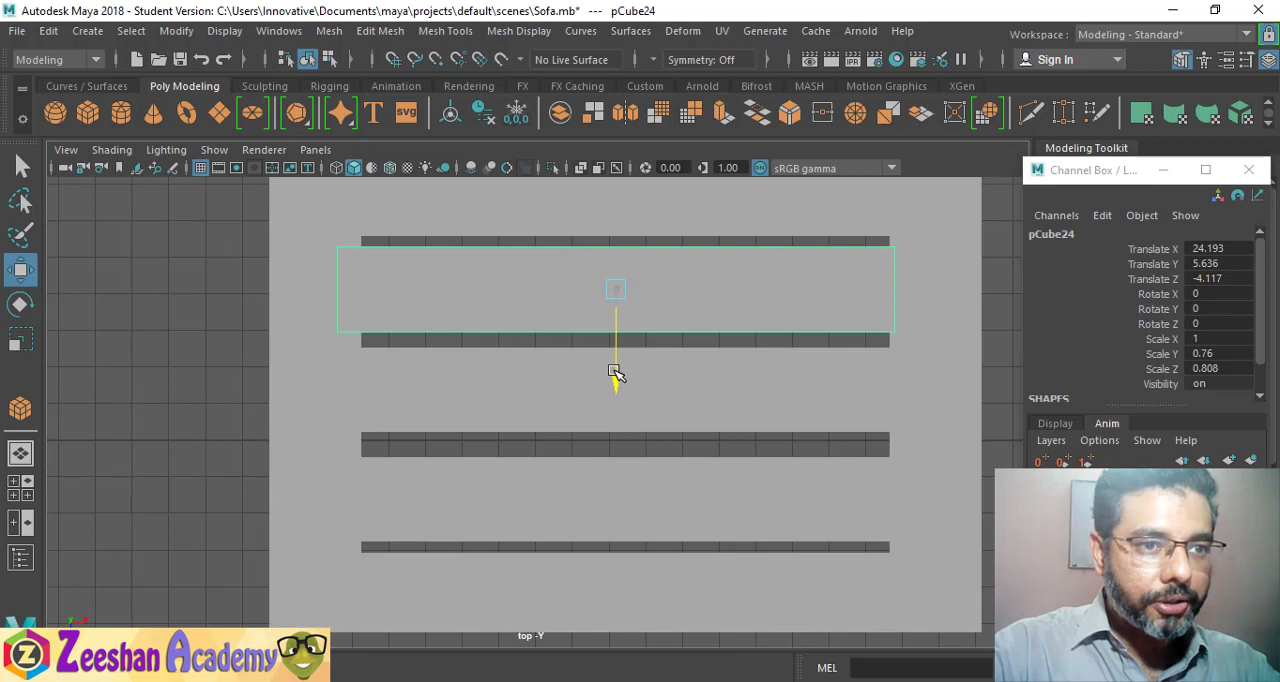 Autodesk Maya 2018 - Student Version: C:\Users\Innovative\Documents\maya\projects\default\scenes\Sofa.mb* --- pCube24
File Edit Create Select Modify Display Windows Mesh Edit Mesh Mesh Tools Mesh Display Curves Surfaces Deform UV Generate Cache Arnold Help Workspace : Modeling - Standard*
Modeling No Live Surface Symmetry: Off Sign In
Curves / Surfaces Poly Modeling Sculpting Rigging Animation Rendering FX FX Caching Custom Arnold Bifrost MASH Motion Graphics XGen
T svg 0,0,0
View Shading Lighting Show Renderer Panels
Modeling Toolkit
0.00 1.00 ON sRGB gamma
M Channel Box / L...
Channels Edit Object Show
pCube24
Translate X 24.193
Translate Y 5.636
Translate Z -4.117
Rotate X 0
Rotate Y 0
Rotate Z 0
Scale X 1
Scale Y 0.76
Scale Z 0.808
Visibility on
SHAPES
Display Anim
Layers Options Show Help
top -Y
MEL
Zeeshan Academy